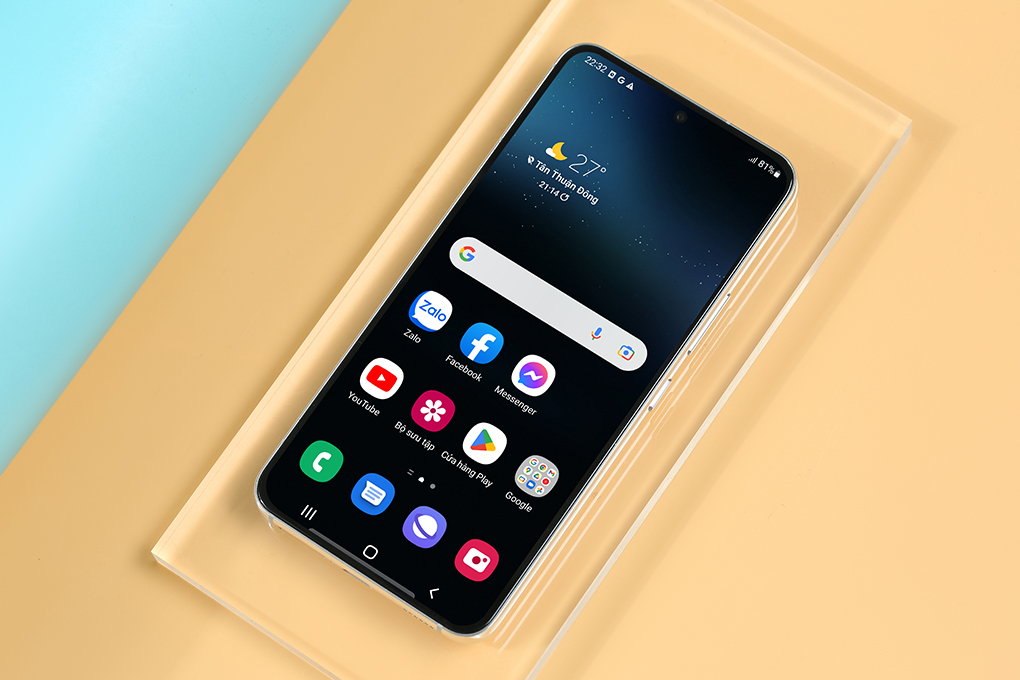 22:32
81%
27°
Tân Thuận Đông
21:14
Zalo
Zalo
Facebook
Messenger
YouTube
Bộ sưu tập
Cửa hàng Play
Google